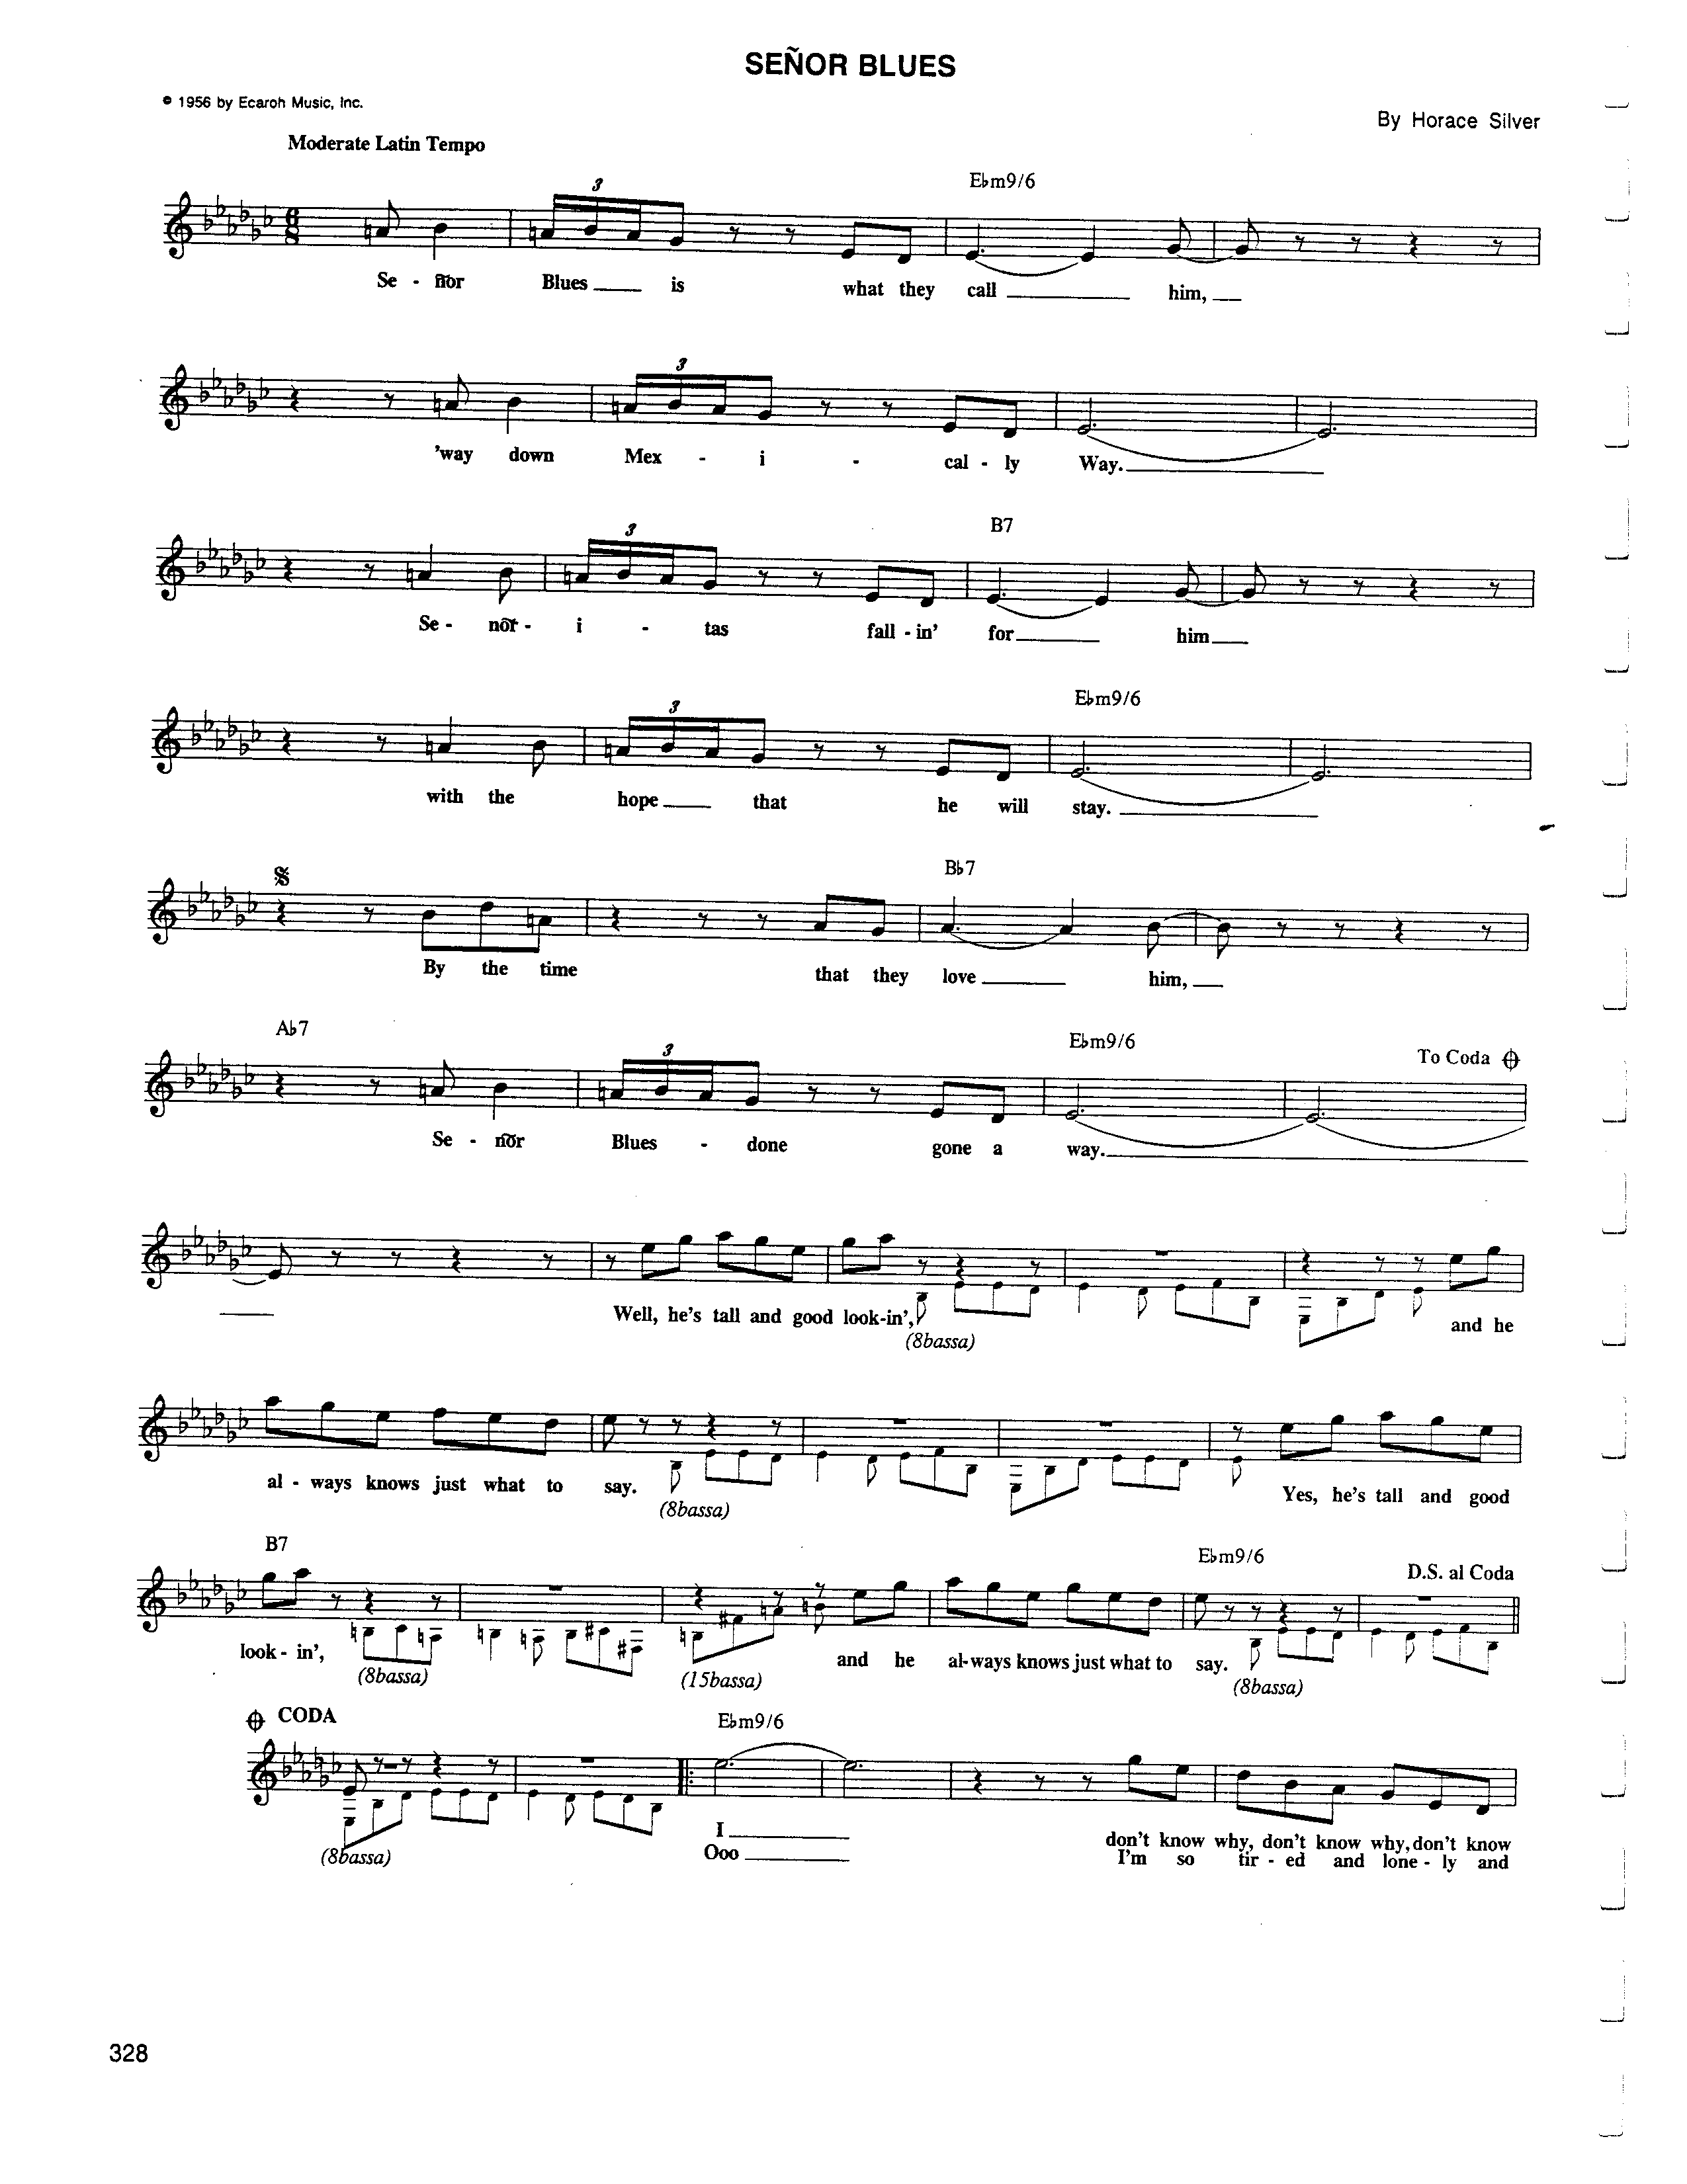 SEÑOR BLUES
© 1956 by Ecaroh Music, Inc.
By Horace Silver
Moderate Latin Tempo
3
E♭m9/6
6
8
Se - ñor Blues is what they call him,
3
'way down Mex - i - cal - ly Way.
3
B7
Se - ñor - i - tas fall - in' for him
3
E♭m9/6
with the hope that he will stay.
B♭7
By the time that they love him,
A♭7
3
E♭m9/6
To Coda
Se - ñor Blues - done gone a way.
Well, he's tall and good look-in', and he
(8bassa)
al - ways knows just what to say. Yes, he's tall and good
(8bassa)
B7
E♭m9/6
D.S. al Coda
look - in', and he al-ways knows just what to say.
(8bassa) (15bassa) (8bassa)
CODA
E♭m9/6
I don't know why, don't know why, don't know
Ooo I'm so tir - ed and lone - ly and
(8bassa)
328